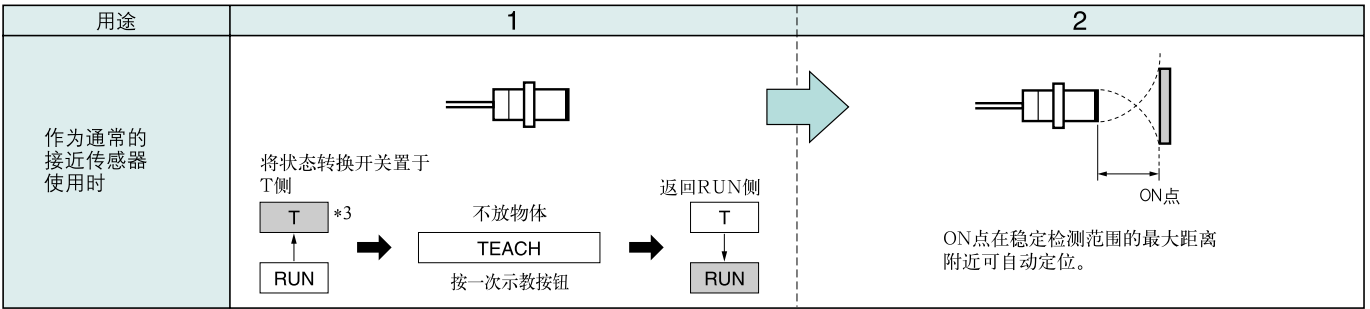 用途
1
2
作为通常的
接近传感器
使用时
将状态转换开关置于
T侧
T
*3
RUN
不放物体
TEACH
按一次示教按钮
返回RUN侧
T
RUN
ON点
ON点在稳定检测范围的最大距离
附近可自动定位。